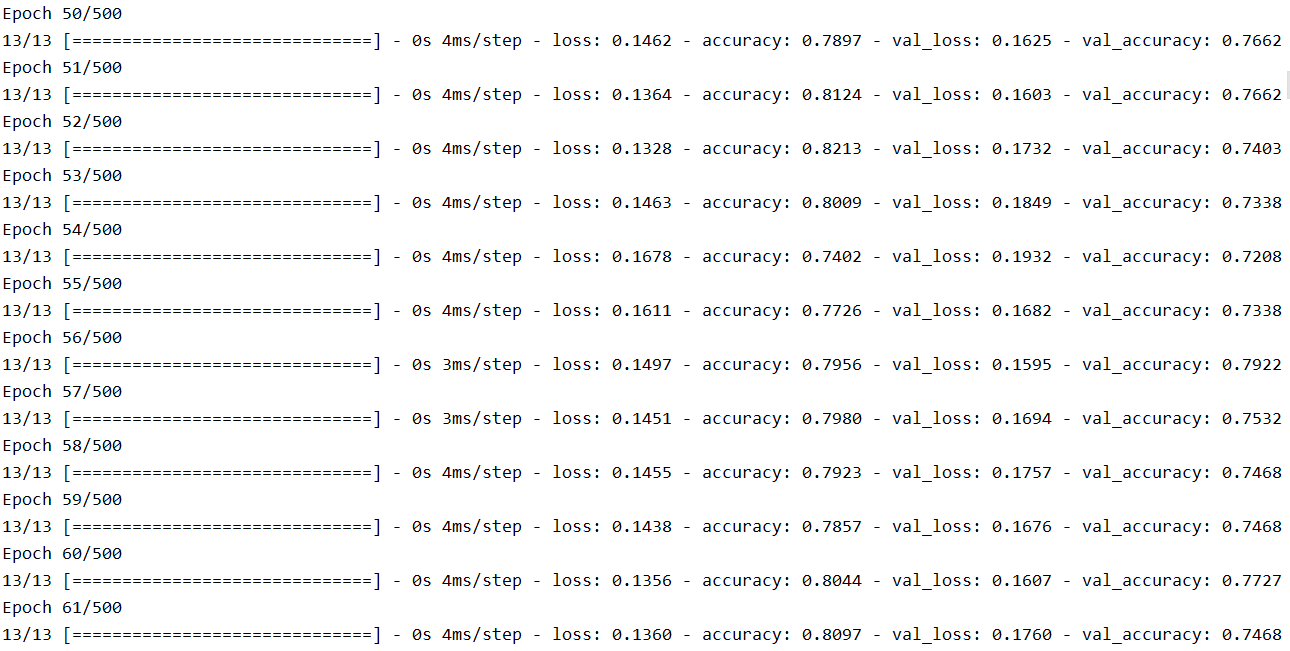 Epoch 50/500
13/13 [==============================] - 0s 4ms/step - loss: 0.1462 - accuracy: 0.7897 - val_loss: 0.1625 - val_accuracy: 0.7662
Epoch 51/500
13/13 [==============================] - 0s 4ms/step - loss: 0.1364 - accuracy: 0.8124 - val_loss: 0.1603 - val_accuracy: 0.7662
Epoch 52/500
13/13 [==============================] - 0s 4ms/step - loss: 0.1328 - accuracy: 0.8213 - val_loss: 0.1732 - val_accuracy: 0.7403
Epoch 53/500
13/13 [==============================] - 0s 4ms/step - loss: 0.1463 - accuracy: 0.8009 - val_loss: 0.1849 - val_accuracy: 0.7338
Epoch 54/500
13/13 [==============================] - 0s 4ms/step - loss: 0.1678 - accuracy: 0.7402 - val_loss: 0.1932 - val_accuracy: 0.7208
Epoch 55/500
13/13 [==============================] - 0s 4ms/step - loss: 0.1611 - accuracy: 0.7726 - val_loss: 0.1682 - val_accuracy: 0.7338
Epoch 56/500
13/13 [==============================] - 0s 3ms/step - loss: 0.1497 - accuracy: 0.7956 - val_loss: 0.1595 - val_accuracy: 0.7922
Epoch 57/500
13/13 [==============================] - 0s 3ms/step - loss: 0.1451 - accuracy: 0.7980 - val_loss: 0.1694 - val_accuracy: 0.7532
Epoch 58/500
13/13 [==============================] - 0s 4ms/step - loss: 0.1455 - accuracy: 0.7923 - val_loss: 0.1757 - val_accuracy: 0.7468
Epoch 59/500
13/13 [==============================] - 0s 4ms/step - loss: 0.1438 - accuracy: 0.7857 - val_loss: 0.1676 - val_accuracy: 0.7468
Epoch 60/500
13/13 [==============================] - 0s 4ms/step - loss: 0.1356 - accuracy: 0.8044 - val_loss: 0.1607 - val_accuracy: 0.7727
Epoch 61/500
13/13 [==============================] - 0s 4ms/step - loss: 0.1360 - accuracy: 0.8097 - val_loss: 0.1760 - val_accuracy: 0.7468